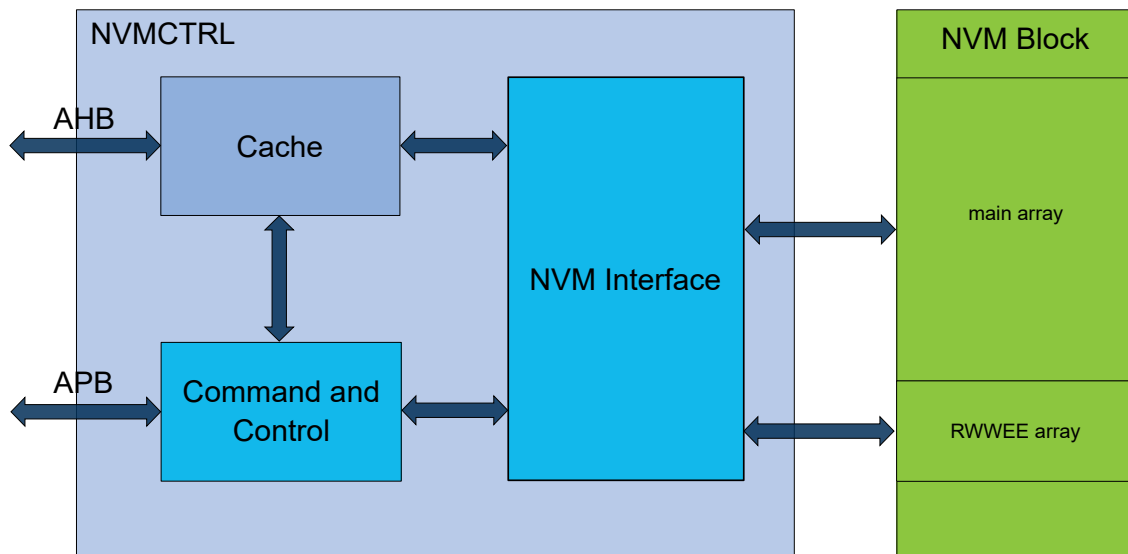 NVMCTRL
NVM Block
AHB
Cache
main array
NVM Interface
APB
Command and
Control
RWWEE array